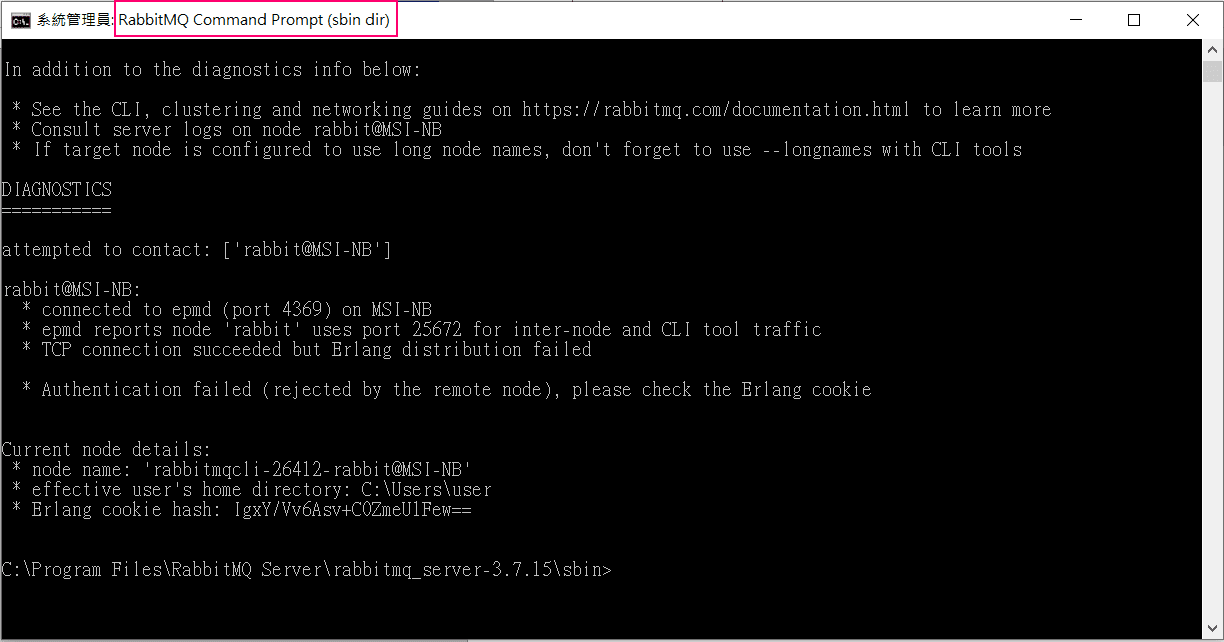 系統管理員: RabbitMQ Command Prompt (sbin dir)
In addition to the diagnostics info below:
* See the CLI, clustering and networking guides on https://rabbitmq.com/documentation.html to learn more
* Consult server logs on node rabbit@MSI-NB
* If target node is configured to use long node names, don't forget to use --longnames with CLI tools
DIAGNOSTICS
===========
attempted to contact: ['rabbit@MSI-NB']
rabbit@MSI-NB:
* connected to epmd (port 4369) on MSI-NB
* epmd reports node 'rabbit' uses port 25672 for inter-node and CLI tool traffic
* TCP connection succeeded but Erlang distribution failed
* Authentication failed (rejected by the remote node), please check the Erlang cookie
Current node details:
* node name: 'rabbitmqcli-26412-rabbit@MSI-NB'
* effective user's home directory: C:\Users\user
* Erlang cookie hash: IgxY/Vv6Asv+C0ZmeUlFew==
C:\Program Files\RabbitMQ Server\rabbitmq_server-3.7.15\sbin>